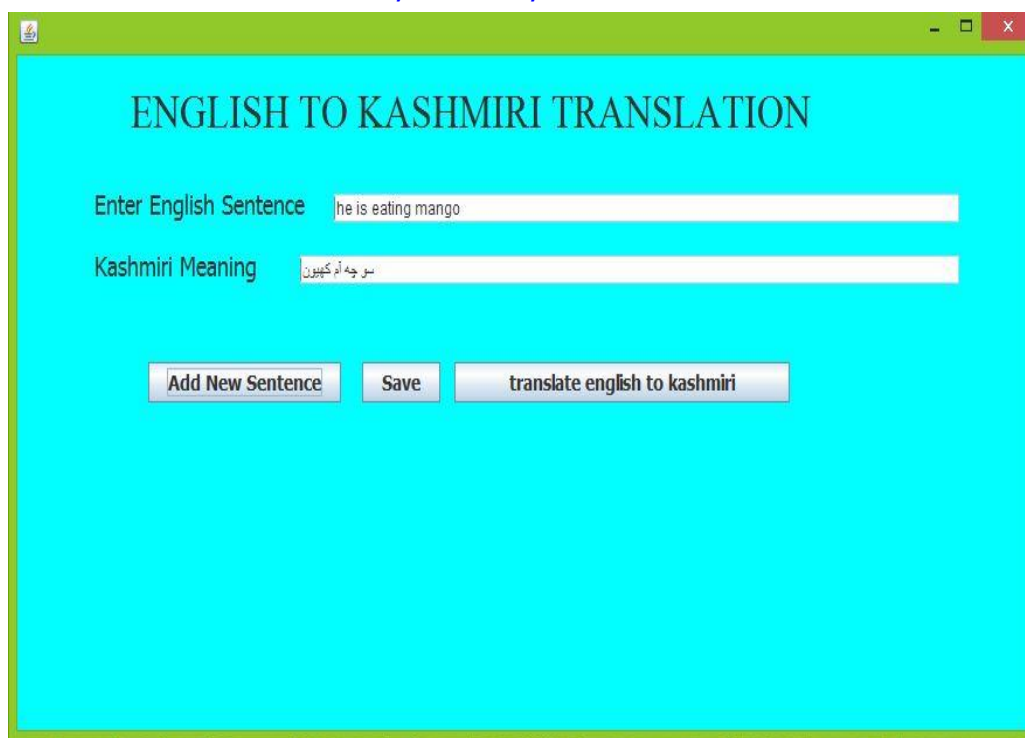 X
ENGLISH TO KASHMIRI TRANSLATION
Enter English Sentence he is eating mango
Kashmiri Meaning سو چه آم کهیون
Add New Sentence Save translate english to kashmiri